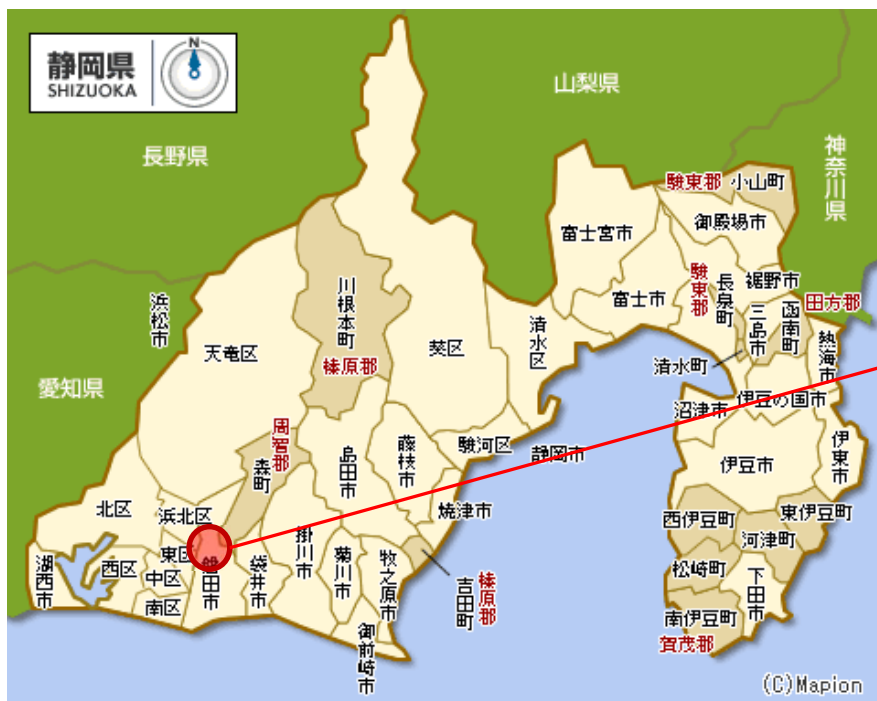 静岡県
SHIZUOKA
N
山梨県
長野県
神奈川県
愛知県
駿東郡
小山町
御殿場市
富士宮市
裾野市
駿東郡
長泉町
富士市
田方郡
函南町
三島市
熱海市
清水町
伊豆の国市
沼津市
伊東市
伊豆市
西伊豆町
東伊豆町
河津町
松崎町
下田市
南伊豆町
賀茂郡
浜松市
天竜区
川根本町
榛原郡
葵区
清水区
駿河区
静岡市
周智郡
森町
島田市
藤枝市
焼津市
北区
浜北区
東区
中区
西区
南区
湖西市
磐田市
袋井市
掛川市
菊川市
牧之原市
御前崎市
吉田町
榛原郡
(C)Mapion